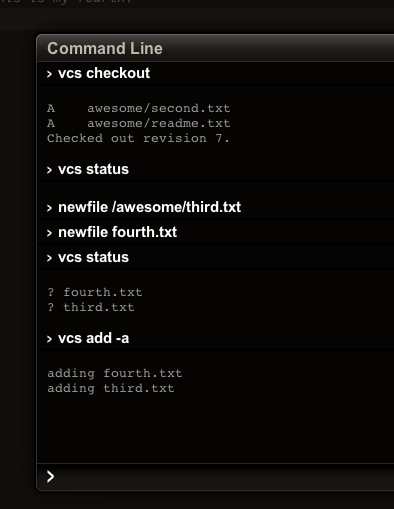 Command Line
› vcs checkout
A    awesome/second.txt
A    awesome/readme.txt
Checked out revision 7.
› vcs status
› newfile /awesome/third.txt
› newfile fourth.txt
› vcs status
? fourth.txt
? third.txt
› vcs add -a
adding fourth.txt
adding third.txt
›